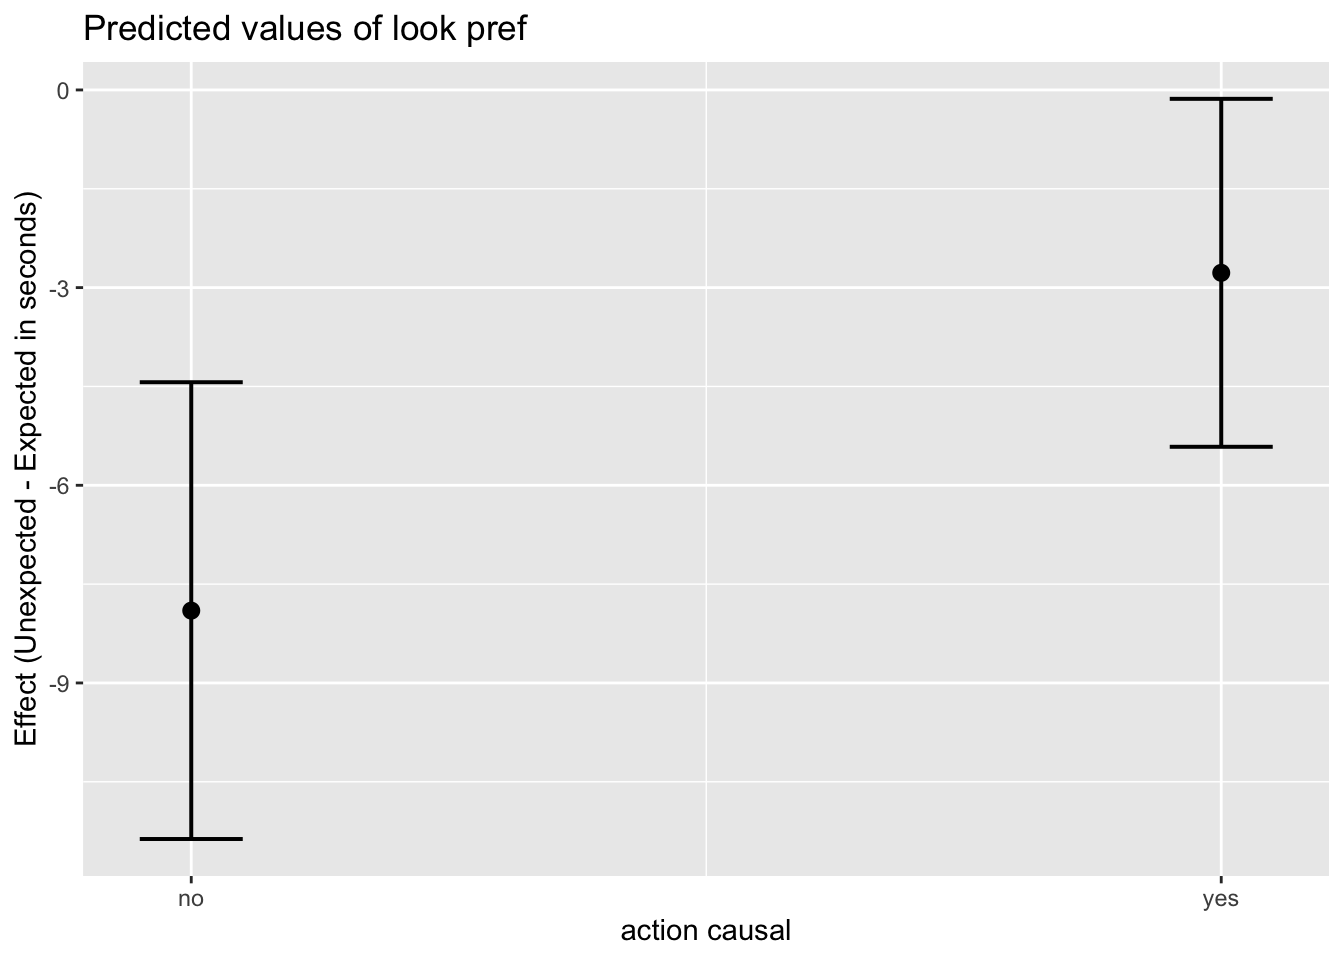 Predicted values of look pref
Effect (Unexpected - Expected in seconds)
0
-3
-6
-9
no
yes
action causal